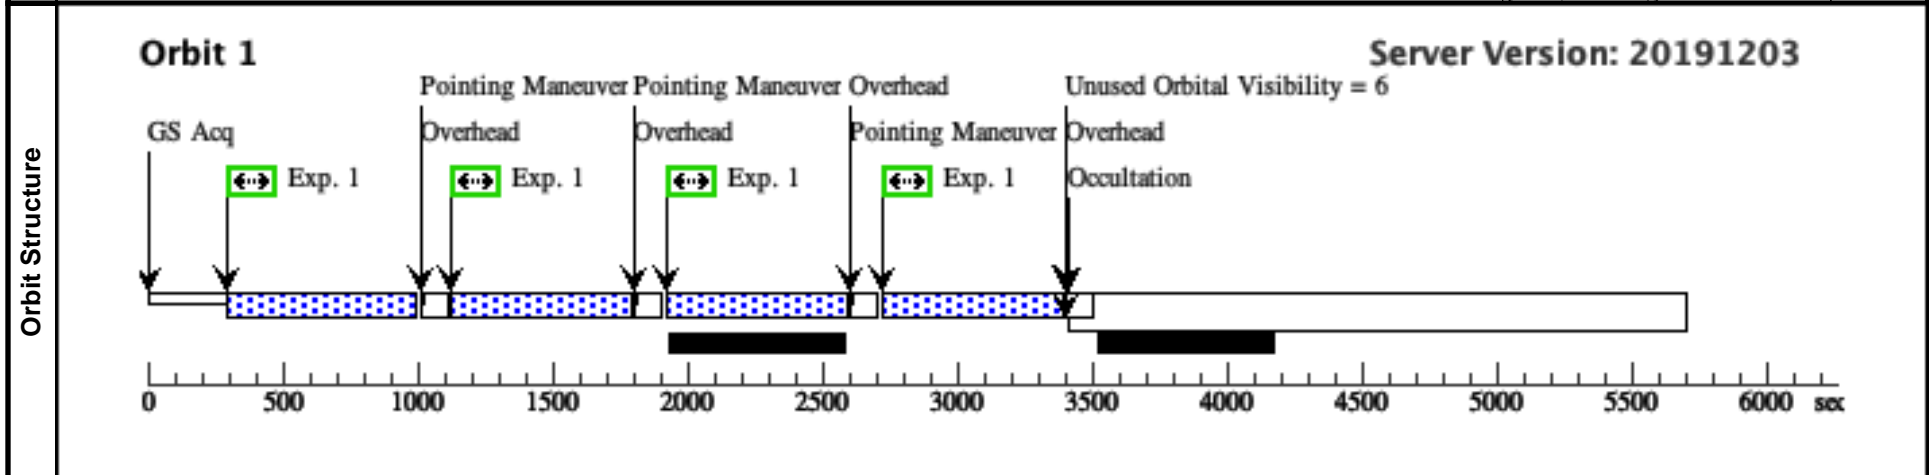 Orbit 1 Server Version: 20191203
Pointing Maneuver Pointing Maneuver Overhead Unused Orbital Visibility = 6
GS Acq Overhead Overhead Pointing Maneuver Overhead
Exp. 1 Exp. 1 Exp. 1 Exp. 1 Occultation
Orbit Structure
0 500 1000 1500 2000 2500 3000 3500 4000 4500 5000 5500 6000 sec